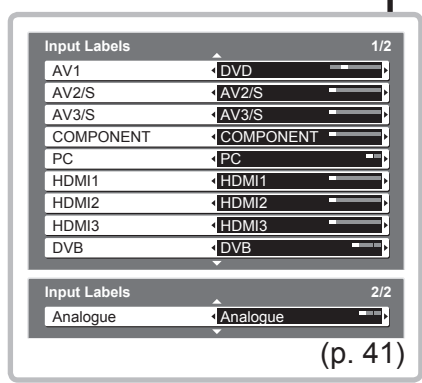 Input Labels 1/2
AV1 DVD
AV2/S AV2/S
AV3/S AV3/S
COMPONENT COMPONENT
PC PC
HDMI1 HDMI1
HDMI2 HDMI2
HDMI3 HDMI3
DVB DVB
Input Labels 2/2
Analogue Analogue
(p. 41)